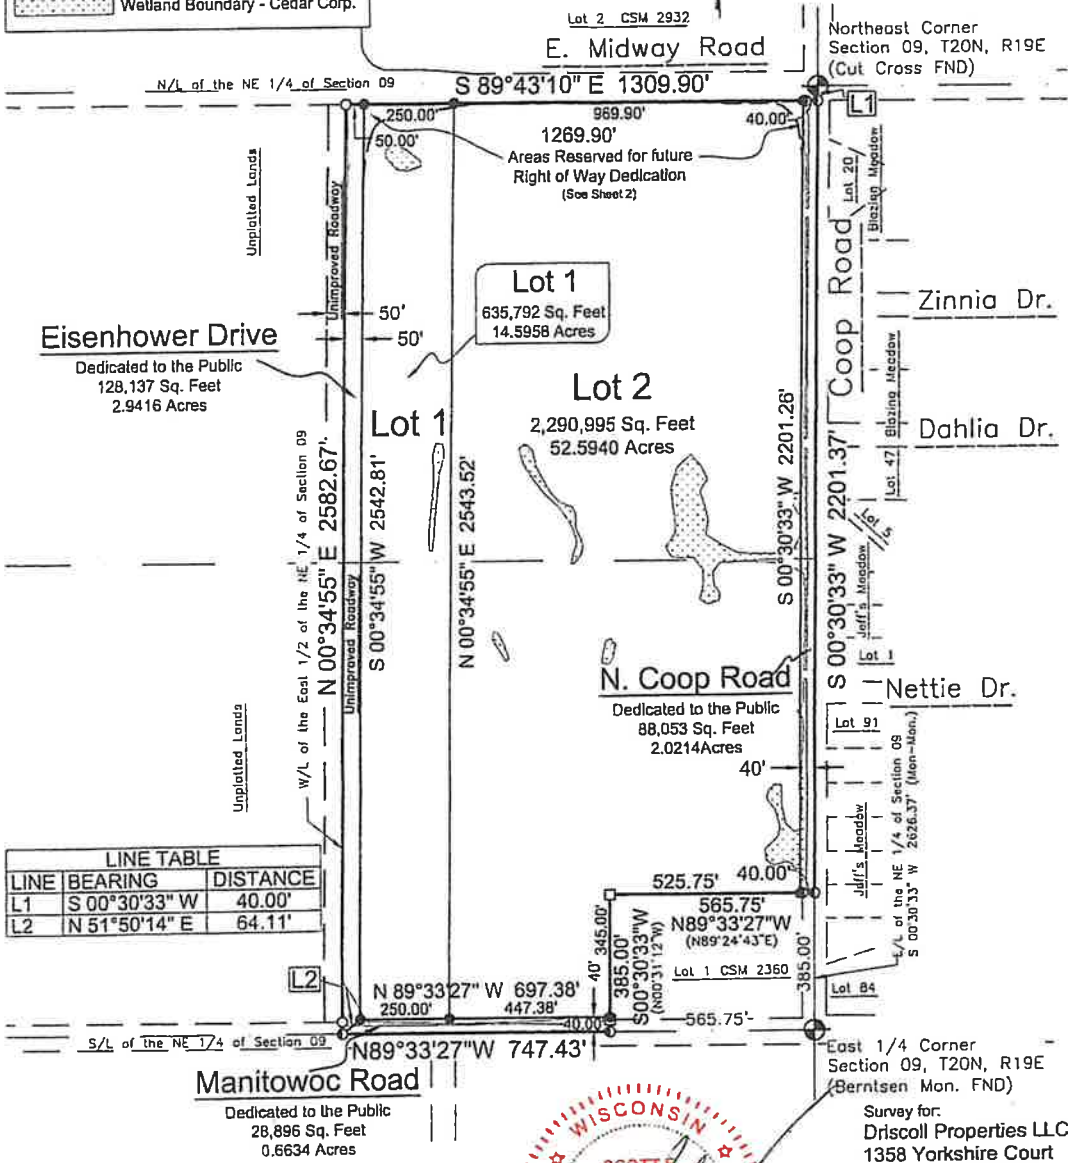 Wetland Boundary - Cedar Corp.
Lot 2 CSM 2932
E. Midway Road
Northeast Corner
Section 09, T20N, R19E
(Cut Cross FND)
N/L of the NE 1/4 of Section 09
S 89°43'10" E 1309.90'
L1
250.00'
969.90'
40.00'
50.00'
1269.90'
Areas Reserved for future
Right of Way Dedication
(See Sheet 2)
Unplatted Lands
Unimproved Roadway
Lot 20
Blazing Meadow
Coop Road
Lot 1
635,792 Sq. Feet
14.5958 Acres
Zinnia Dr.
50'
50'
Eisenhower Drive
Dedicated to the Public
128,137 Sq. Feet
2.9416 Acres
Lot 2
2,290,995 Sq. Feet
52.5940 Acres
Lot 1
Blazing Meadow
Dahlia Dr.
Lot 47
Lot 5
W/L of the East 1/2 of the NE 1/4 of Section 09
N 00°34'55" E 2582.67'
S 00°34'55" W 2542.81'
N 00°34'55" E 2543.52'
S 00°30'33" W 2201.26'
S 00°30'33" W 2201.37'
Unimproved Roadway
Jeff's Meadow
Lot 1
N. Coop Road
Dedicated to the Public
88,053 Sq. Feet
2.0214Acres
Nettie Dr.
Lot 91
40'
Unplatted Lands
E/L of the NE 1/4 of Section 09
S 00°30'33" W 2626.37' (Mon-Mon.)
Jeff's Meadow
LINE TABLE
LINE BEARING DISTANCE
L1 S 00°30'33" W 40.00'
L2 N 51°50'14" E 64.11'
525.75'
40.00'
565.75'
N89°33'27"W
(N89°24'43"E)
345.00'
40'
385.00'
S00°30'33"W
(N00°31'12"W)
Lot 1 CSM 2360
385.00'
Lot 84
L2
N 89°33'27" W 697.38'
250.00'
447.38'
40.00'
565.75'
S/L of the NE 1/4 of Section 09
N89°33'27"W 747.43'
East 1/4 Corner
Section 09, T20N, R19E
(Berntsen Mon. FND)
Manitowoc Road
Dedicated to the Public
28,896 Sq. Feet
0.6634 Acres
WISCONSIN
Survey for:
Driscoll Properties LLC
1358 Yorkshire Court